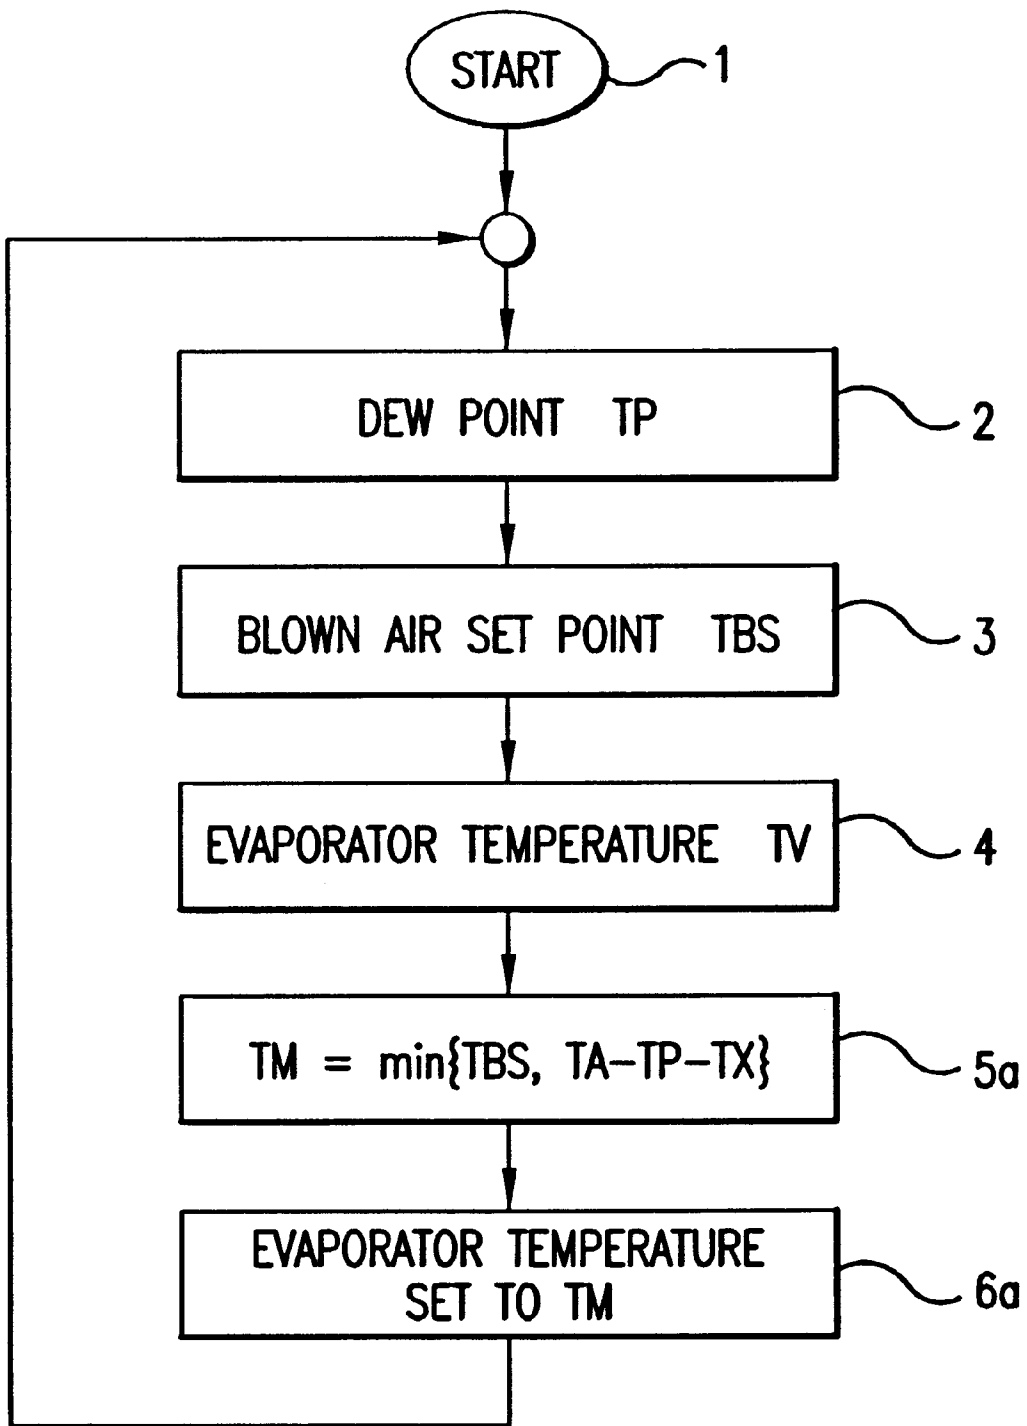 START
1
DEW POINT TP
2
BLOWN AIR SET POINT TBS
3
EVAPORATOR TEMPERATURE TV
4
TM = min{TBS, TA-TP-TX}
5a
EVAPORATOR TEMPERATURE
SET TO TM
6a